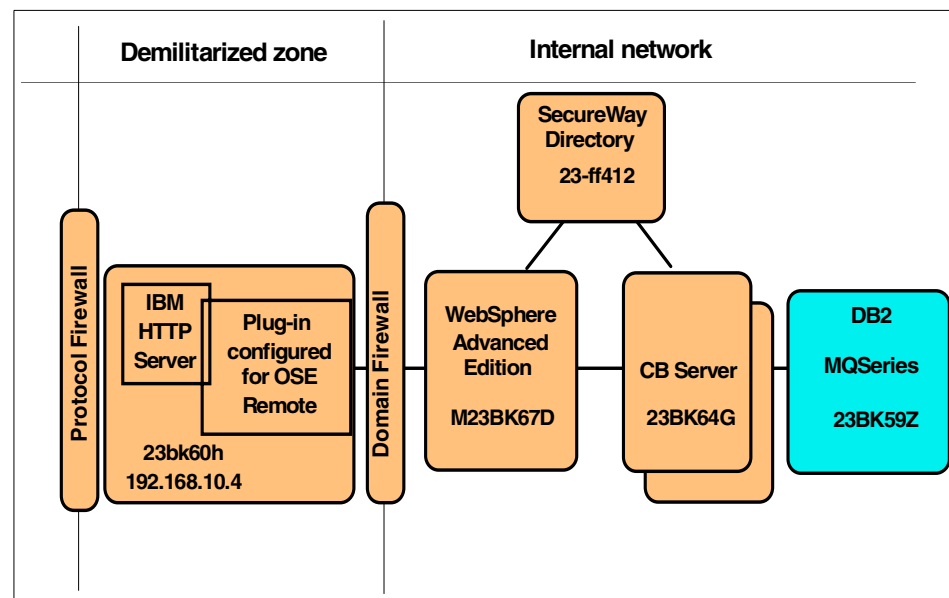 Demilitarized zone
Internal network
SecureWay
Directory
23-ff412
Protocol Firewall
IBM
HTTP
Server
Plug-in
configured
for OSE
Remote
23bk60h
192.168.10.4
Domain Firewall
WebSphere
Advanced
Edition
M23BK67D
CB Server
23BK64G
DB2
MQSeries
23BK59Z